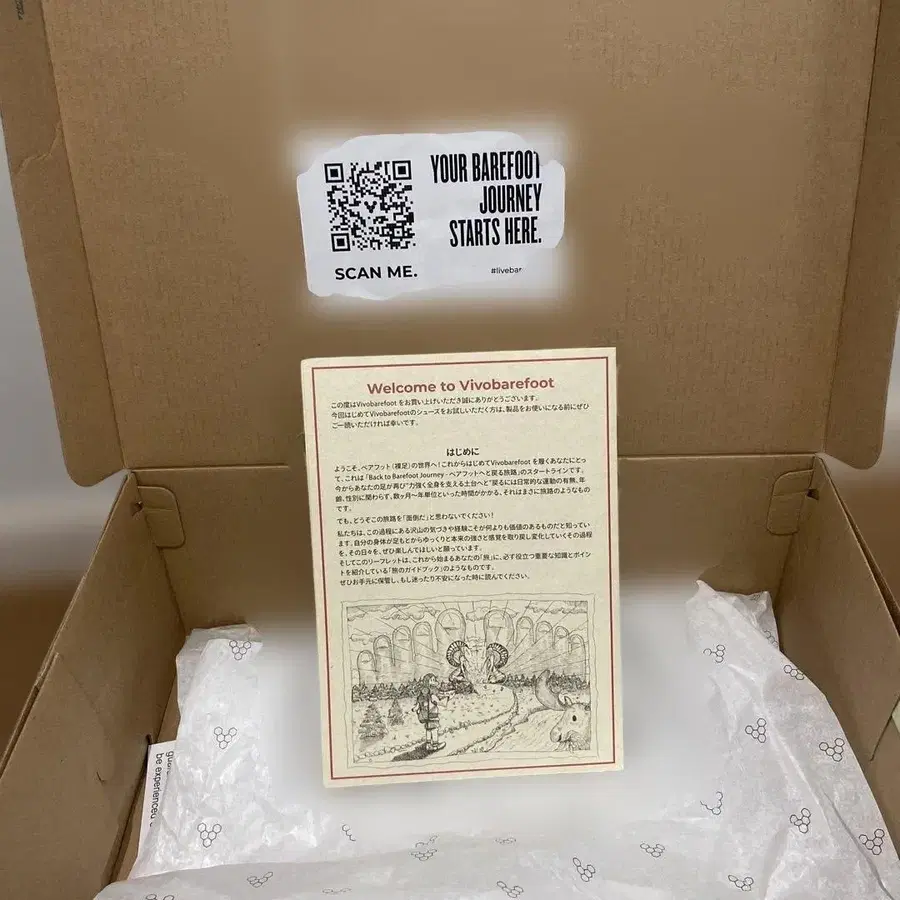 YOUR BAREFOOT
JOURNEY
STARTS HERE.
SCAN ME.
#livebar
Welcome to Vivobarefoot
この度はVivobarefoot をお買い上げいただき誠にありがとうございます。
今回はじめてVivobarefootのシューズをお試しいただく方は、製品をお使いになる前にぜひ
ご一読いただければ幸いです。
はじめに
ようこそ、ベアフット（裸足）の世界へ！これからはじめてVivobarefoot を履くあなたにとっ
て、これは「Back to Barefoot Journey - ベアフットへと戻る旅路」のスタートラインです。
今からあなたの足が再び"力強く全身を支える土台へと"戻るには日常的な運動の有無、年
齢、性別に関わらず、数ヶ月〜年単位といった時間がかかる、それはまさに旅路のようなもの
です。
でも、どうぞこの旅路を「面倒だ」と思わないでください！
私たちは、この過程にある沢山の気づきや経験こそが何よりも価値のあるものだと知ってい
ます。自分の身体が足もとからゆっくりと本来の強さと感覚を取り戻し変化していくその過程
を、その日々を、ぜひ楽しんでほしいと願っています。
そしてこのリーフレットは、これから始まるあなたの「旅」に、必ず役立つ重要な知識とポイン
トを紹介している「旅のガイドブック」のようなものです。
ぜひお手元に保管し、もし迷ったり不安になった時に読んでください。
be experienced